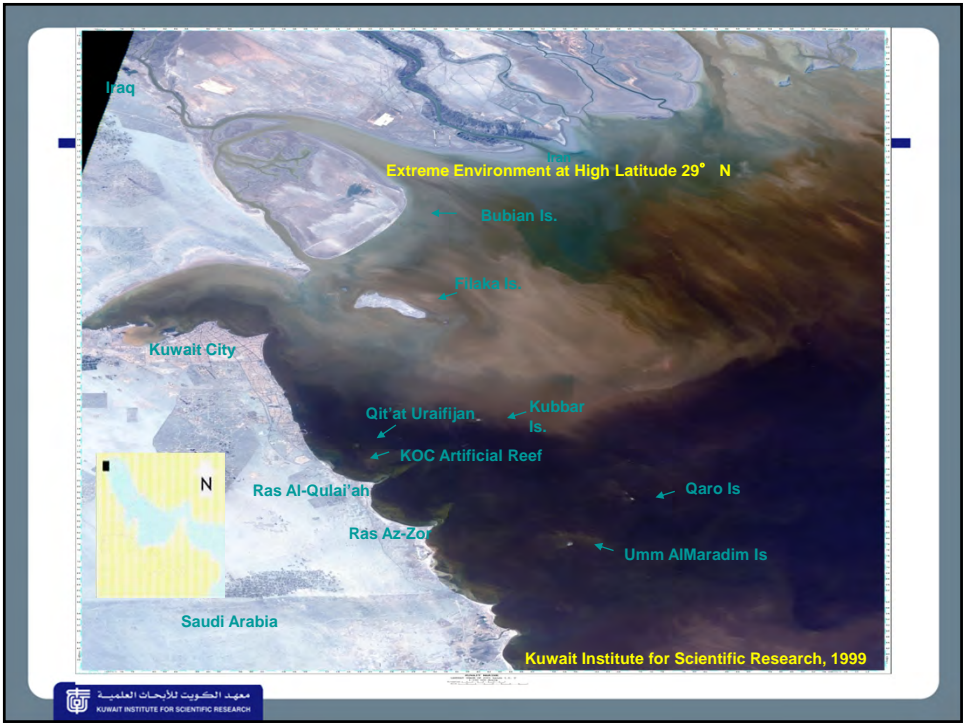 Iraq
Iran
Extreme Environment at High Latitude 29° N
Bubian Is.
Filaka Is.
Kuwait City
Qit'at Uraifijan
Kubbar
Is.
KOC Artificial Reef
N
Ras Al-Qulai'ah
Qaro Is
Ras Az-Zor
Umm AlMaradim Is
Saudi Arabia
Kuwait Institute for Scientific Research, 1999
معهد الكويت للأبحاث العلمية
KUWAIT INSTITUTE FOR SCIENTIFIC RESEARCH